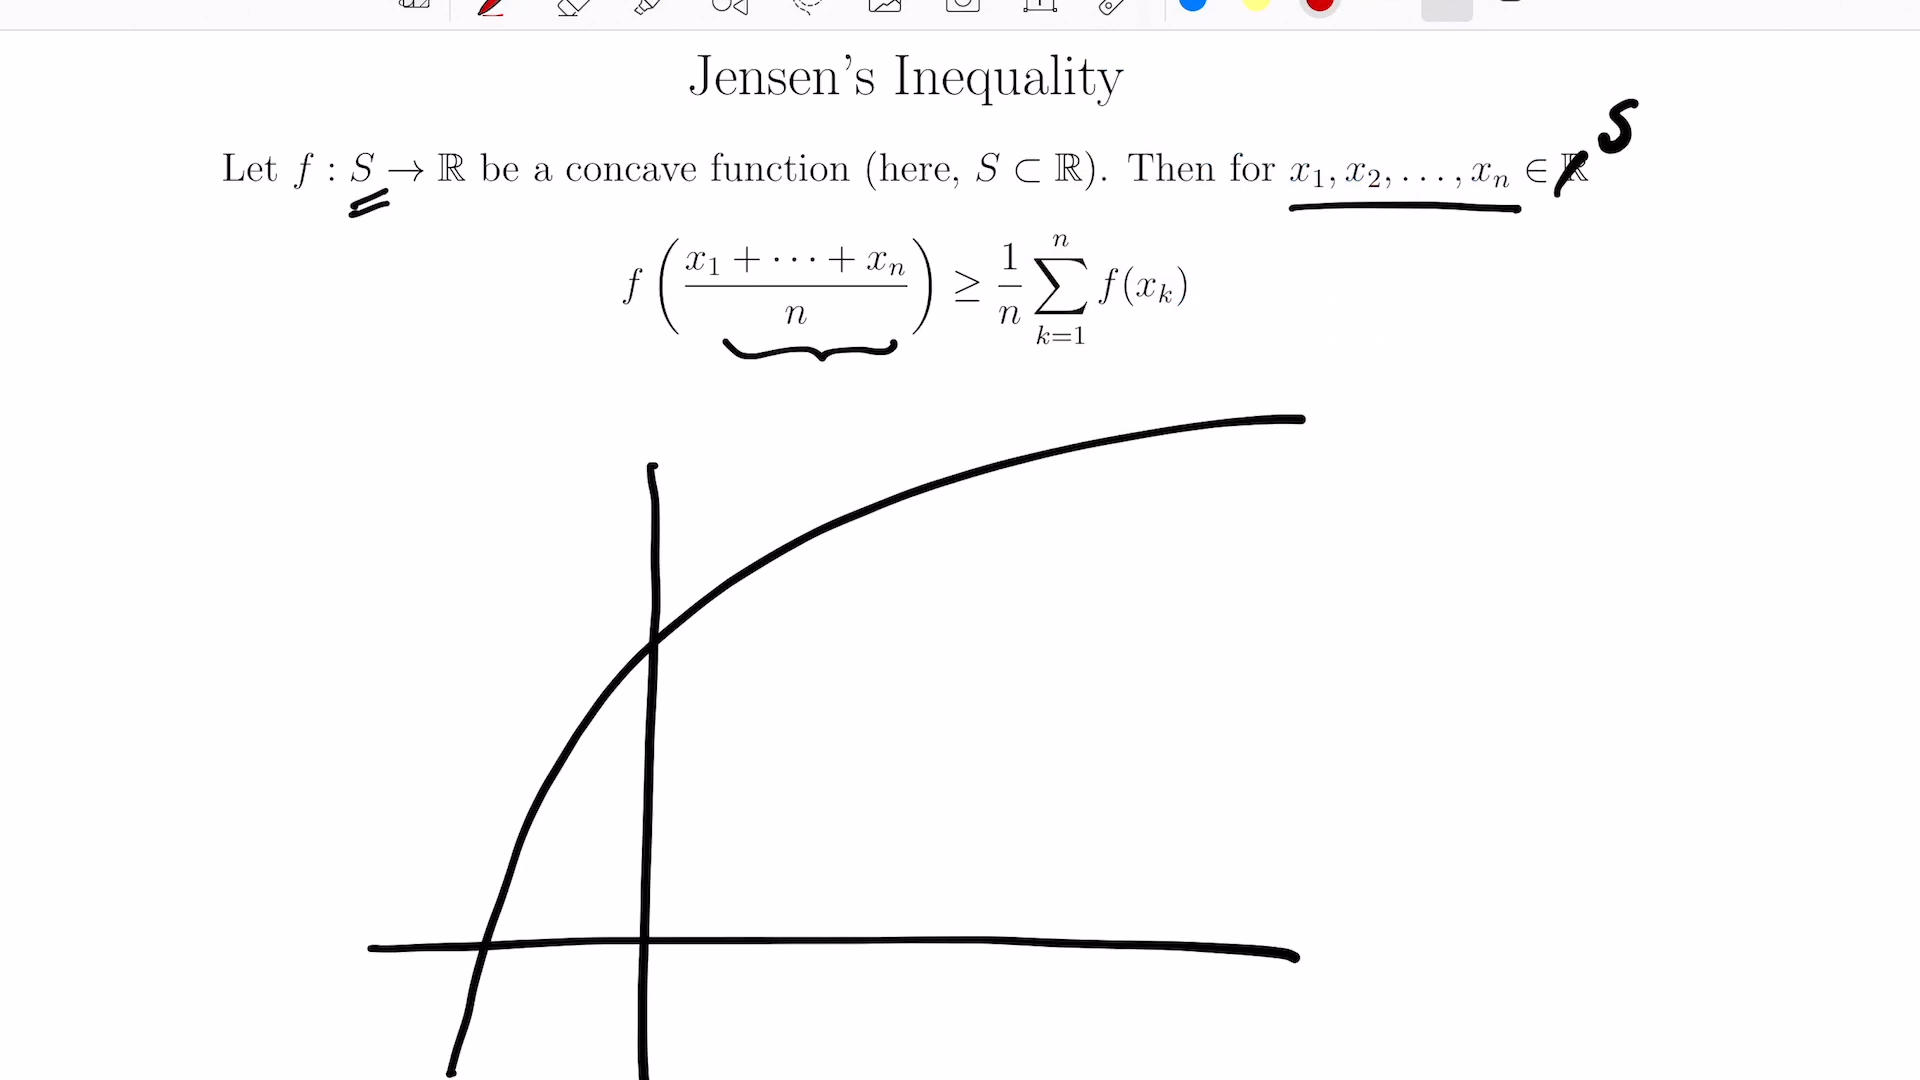 Jensen's Inequality
S
Let f : S → ℝ be a concave function (here, S ⊂ ℝ). Then for x₁, x₂, . . . , xₙ ∈ ℝ
f ( (x₁ + · · · + xₙ) / n ) ≥ (1/n) ∑ₖ₌₁ⁿ f(xₖ)